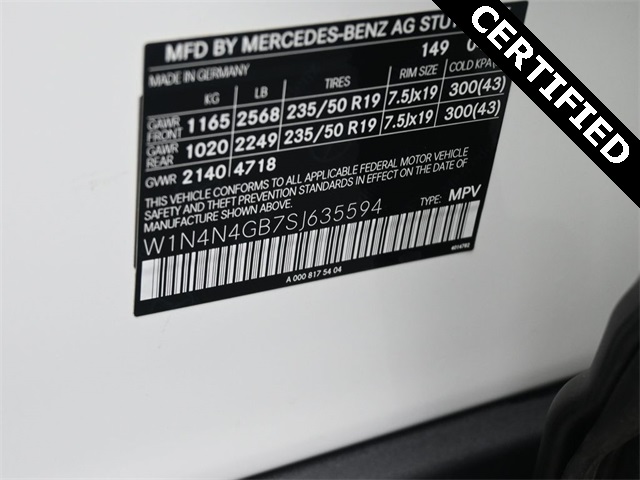 MFD BY MERCEDES-BENZ AG
MADE IN GERMANY 149
KG LB TIRES RIM SIZE COLD KPA
GAWR FRONT 1165 2568 235/50 R19 7.5Jx19 300(43)
GAWR REAR 1020 2249 235/50 R19 7.5Jx19 300(43)
GVWR 2140 4718
THIS VEHICLE CONFORMS TO ALL APPLICABLE FEDERAL MOTOR VEHICLE
SAFETY AND THEFT PREVENTION STANDARDS IN EFFECT ON THE DATE OF
MANUFACTURE SHOWN ABOVE.
W1N4N4GB7SJ635594 TYPE: MPV
A 000 817 54 04
CERTIFIED